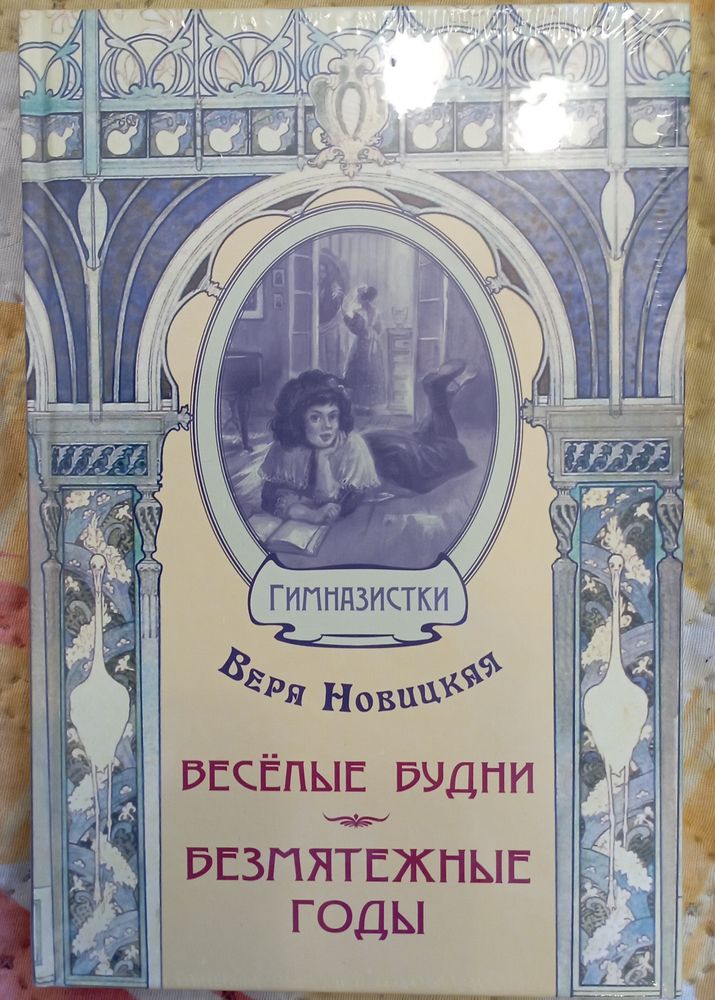 ГИМНАЗИСТКИ
ВЕРА НОВИЦКАЯ
ВЕСЁЛЫЕ БУДНИ
БЕЗМЯТЕЖНЫЕ
ГОДЫ